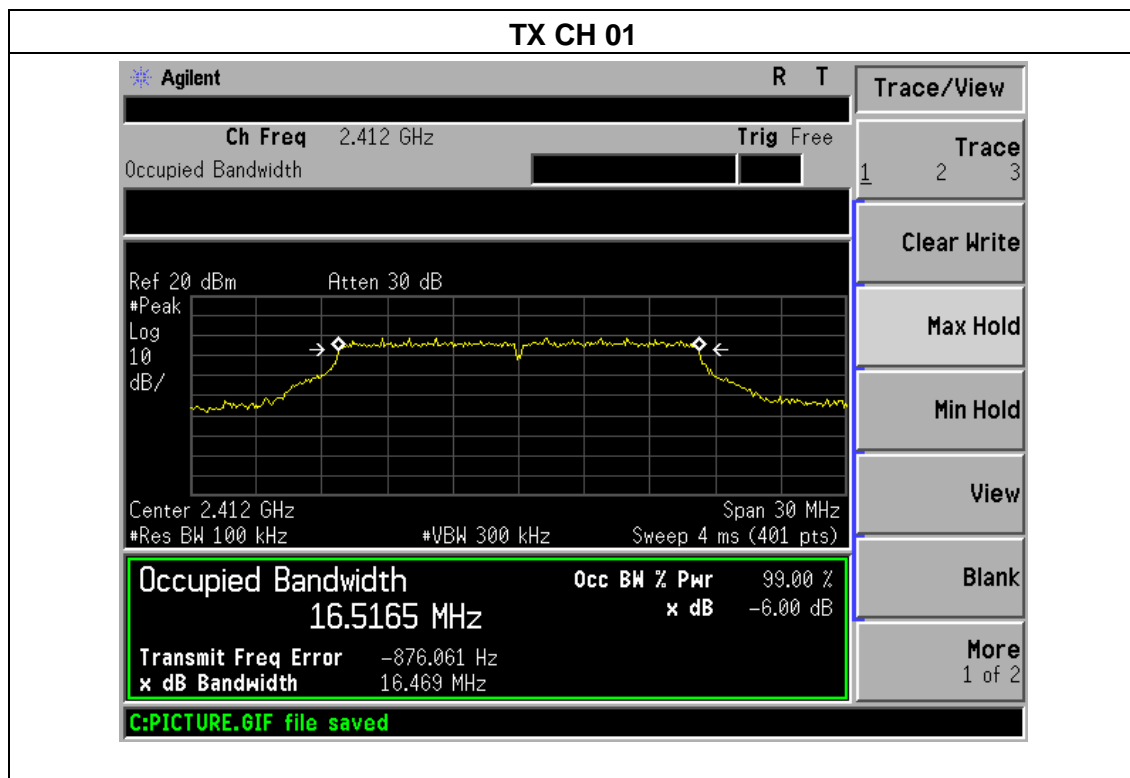 TX CH 01
Agilent R T
Trace/View
Ch Freq 2.412 GHz Trig Free
Occupied Bandwidth
Trace
1 2 3
Clear Write
Ref 20 dBm Atten 30 dB
#Peak
Log
10
dB/
Max Hold
Min Hold
View
Center 2.412 GHz Span 30 MHz
#Res BW 100 kHz #VBW 300 kHz Sweep 4 ms (401 pts)
Occupied Bandwidth Occ BW % Pwr 99.00 %
16.5165 MHz x dB -6.00 dB
Blank
Transmit Freq Error -876.061 Hz
x dB Bandwidth 16.469 MHz
More
1 of 2
C:PICTURE.GIF file saved